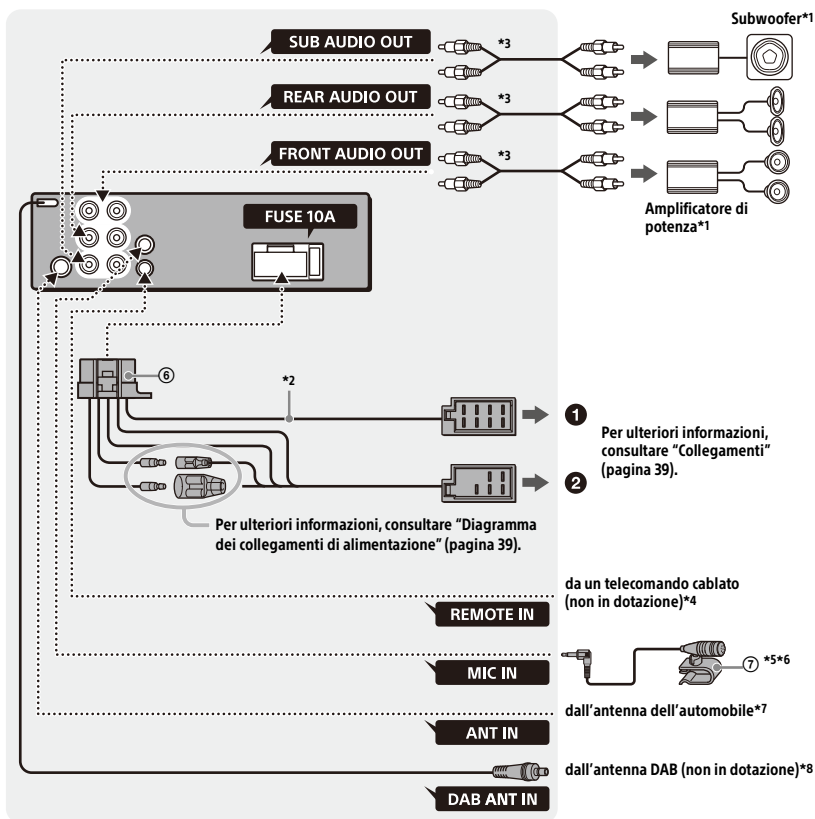 Subwoofer*1
SUB AUDIO OUT
*3
REAR AUDIO OUT
*3
FRONT AUDIO OUT
*3
Amplificatore di
potenza*1
FUSE 10A
⑥
*2
❶
Per ulteriori informazioni,
consultare "Collegamenti"
(pagina 39).
❷
Per ulteriori informazioni, consultare "Diagramma
dei collegamenti di alimentazione" (pagina 39).
da un telecomando cablato
(non in dotazione)*4
REMOTE IN
⑦ *5*6
MIC IN
dall'antenna dell'automobile*7
ANT IN
dall'antenna DAB (non in dotazione)*8
DAB ANT IN